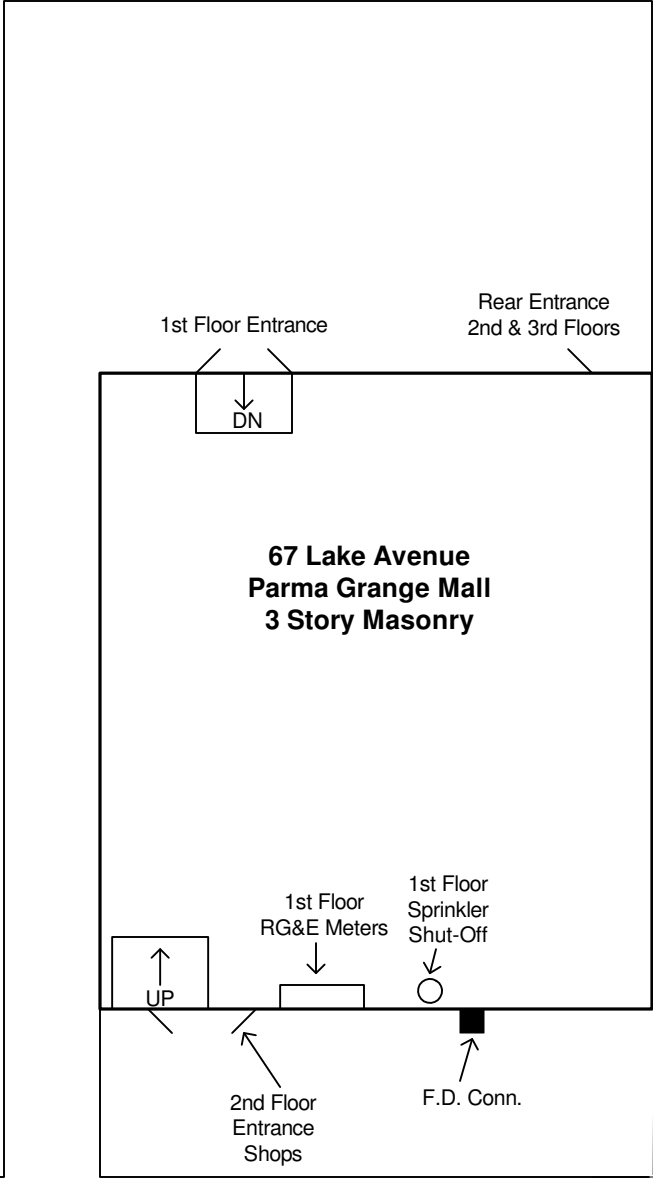 Rear Entrance
2nd & 3rd Floors
1st Floor Entrance
DN
67 Lake Avenue
Parma Grange Mall
3 Story Masonry
1st Floor
RG&E Meters
1st Floor
Sprinkler
Shut-Off
UP
2nd Floor
Entrance
Shops
F.D. Conn.